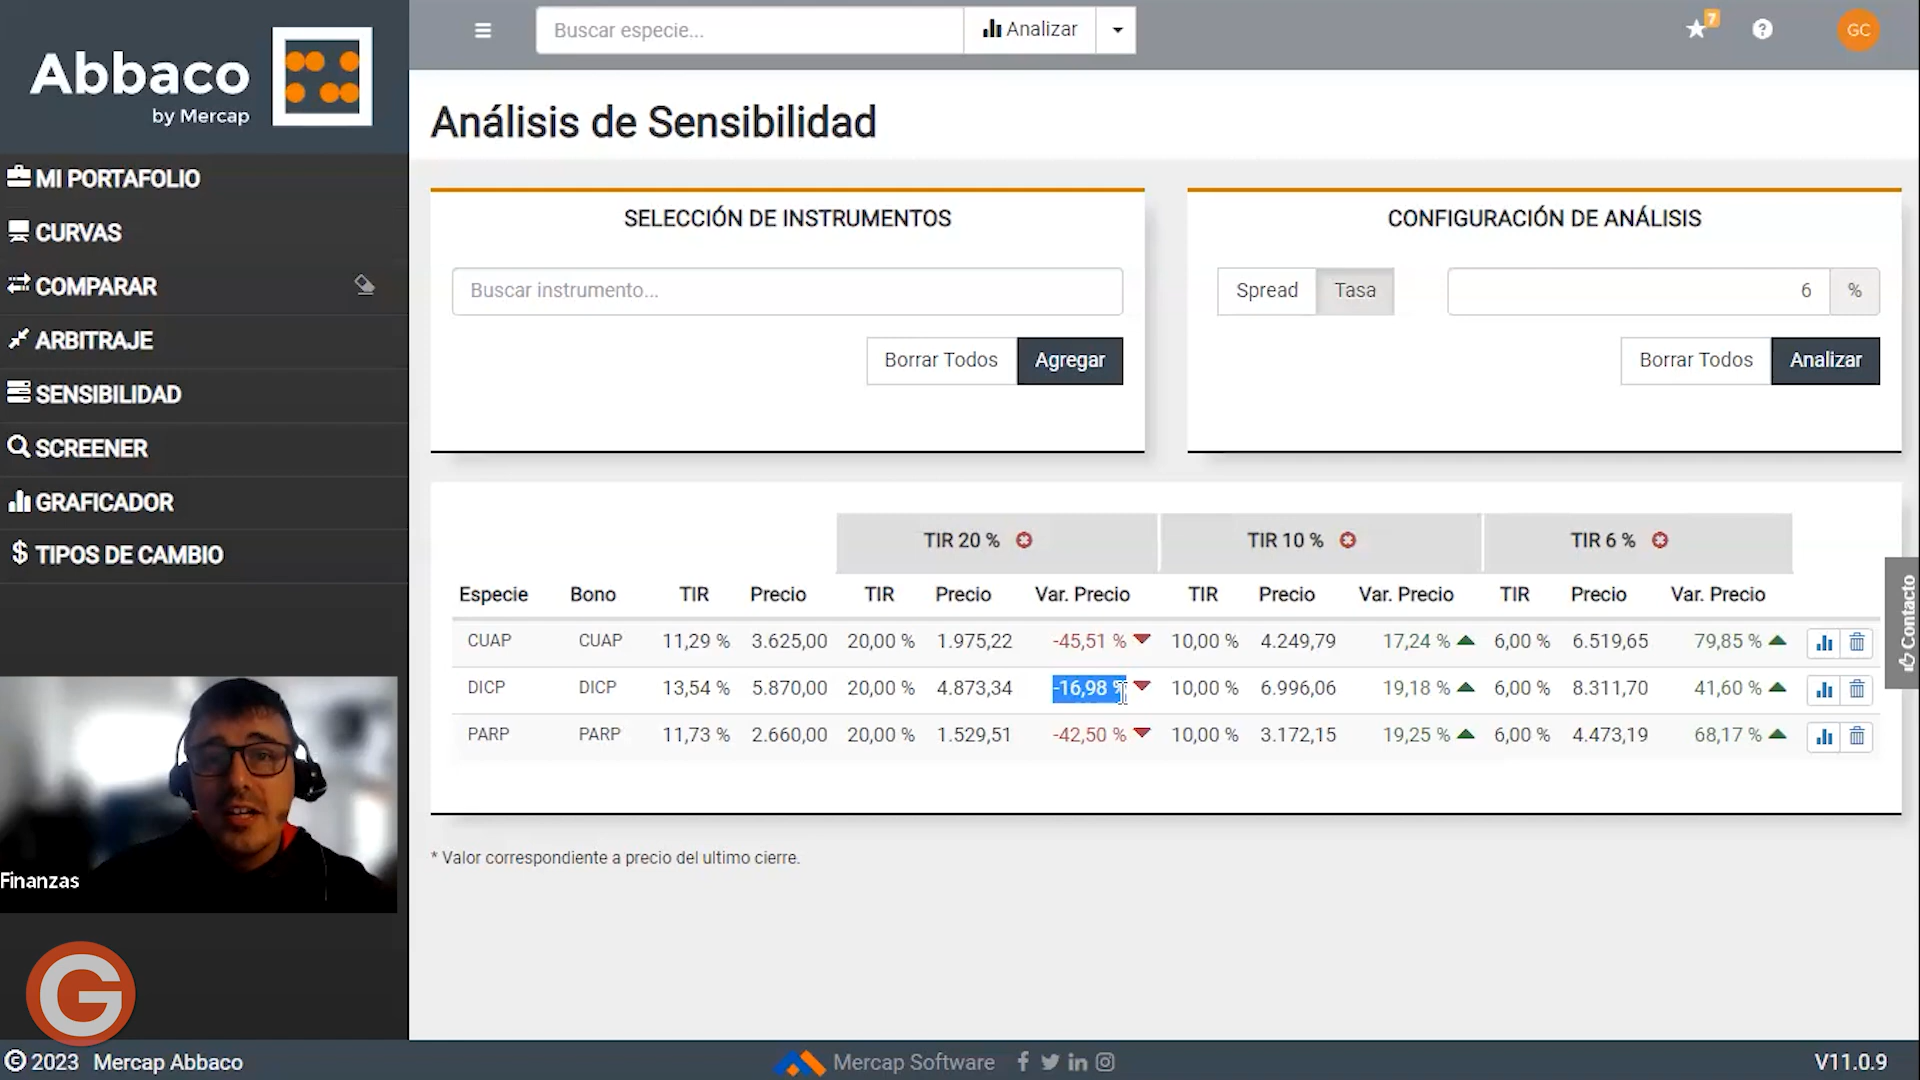 Abbaco
by Mercap
Buscar especie...
Analizar
7
GC
MI PORTAFOLIO
CURVAS
COMPARAR
ARBITRAJE
SENSIBILIDAD
SCREENER
GRAFICADOR
$ TIPOS DE CAMBIO
Análisis de Sensibilidad
SELECCIÓN DE INSTRUMENTOS
Buscar instrumento...
Borrar Todos
Agregar
CONFIGURACIÓN DE ANÁLISIS
Spread
Tasa
6
%
Borrar Todos
Analizar
TIR 20 % TIR 10 % TIR 6 %
Especie Bono TIR Precio TIR Precio Var. Precio TIR Precio Var. Precio TIR Precio Var. Precio
CUAP CUAP 11,29 % 3.625,00 20,00 % 1.975,22 -45,51 % 10,00 % 4.249,79 17,24 % 6,00 % 6.519,65 79,85 %
DICP DICP 13,54 % 5.870,00 20,00 % 4.873,34 -16,98 % 10,00 % 6.996,06 19,18 % 6,00 % 8.311,70 41,60 %
PARP PARP 11,73 % 2.660,00 20,00 % 1.529,51 -42,50 % 10,00 % 3.172,15 19,25 % 6,00 % 4.473,19 68,17 %
* Valor correspondiente a precio del ultimo cierre.
Contacto
Finanzas
G
© 2023 Mercap Abbaco
Mercap Software
V11.0.9